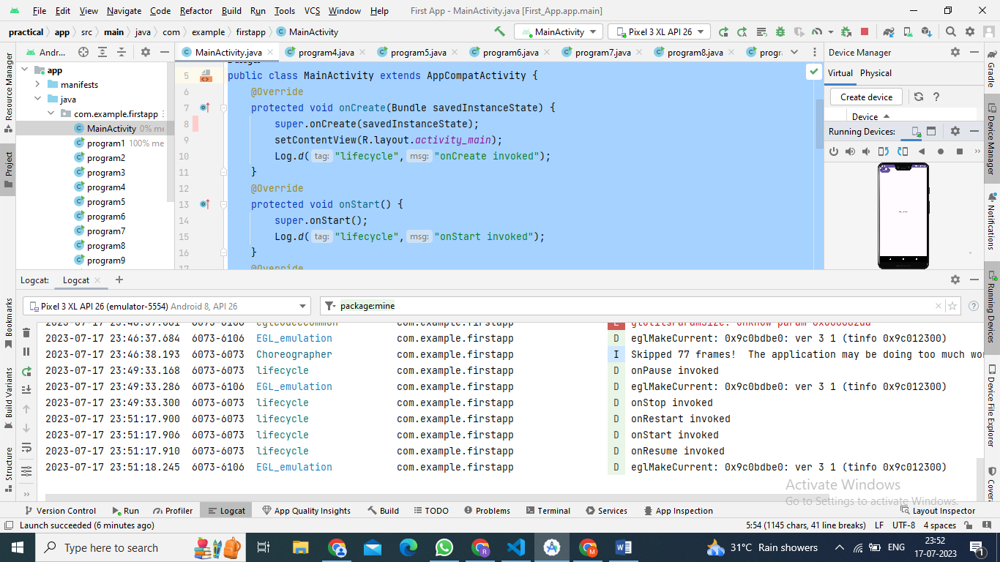 File Edit View Navigate Code Refactor Build Run Tools VCS Window Help First App - MainActivity.java [First_App.app.main]
practical app src main java com example firstapp MainActivity MainActivity Pixel 3 XL API 26
Andr... MainActivity.java program4.java program5.java program6.java program7.java program8.java progr
Device Manager
Virtual Physical
Create device
Device
Running Devices:
Resource Manager
Project
Bookmarks
Build Variants
Structure
app
manifests
java
com.example.firstapp
MainActivity 0% me
program1 100% me
program2
program3
program4
program5
program6
program7
program8
program9
5 public class MainActivity extends AppCompatActivity {
6 @Override
7 protected void onCreate(Bundle savedInstanceState) {
8 super.onCreate(savedInstanceState);
9 setContentView(R.layout.activity_main);
10 Log.d( tag: "lifecycle", msg: "onCreate invoked");
11 }
12 @Override
13 protected void onStart() {
14 super.onStart();
15 Log.d( tag: "lifecycle", msg: "onStart invoked");
16 }
17 @Override
Gradle
Device Manager
Notifications
Running Devices
Device File Explorer
Covera
Logcat: Logcat
Pixel 3 XL API 26 (emulator-5554) Android 8, API 26 package:mine
2023-07-17 23:46:37.684 6073-6106 EGL_emulation com.example.firstapp D eglMakeCurrent: 0x9c0bdbe0: ver 3 1 (tinfo 0x9c012300)
2023-07-17 23:46:38.193 6073-6073 Choreographer com.example.firstapp I Skipped 77 frames! The application may be doing too much wor
2023-07-17 23:49:33.168 6073-6073 lifecycle com.example.firstapp D onPause invoked
2023-07-17 23:49:33.286 6073-6106 EGL_emulation com.example.firstapp D eglMakeCurrent: 0x9c0bdbe0: ver 3 1 (tinfo 0x9c012300)
2023-07-17 23:49:33.300 6073-6073 lifecycle com.example.firstapp D onStop invoked
2023-07-17 23:51:17.900 6073-6073 lifecycle com.example.firstapp D onRestart invoked
2023-07-17 23:51:17.906 6073-6073 lifecycle com.example.firstapp D onStart invoked
2023-07-17 23:51:17.910 6073-6073 lifecycle com.example.firstapp D onResume invoked
2023-07-17 23:51:18.245 6073-6106 EGL_emulation com.example.firstapp D eglMakeCurrent: 0x9c0bdbe0: ver 3 1 (tinfo 0x9c012300)
Activate Windows
Go to Settings to activate Windows.
Version Control Run Profiler Logcat App Quality Insights Build TODO Problems Terminal Services App Inspection Layout Inspector
Launch succeeded (6 minutes ago) 5:54 (1145 chars, 41 line breaks) LF UTF-8 4 spaces
Type here to search 31°C Rain showers ENG 23:52
17-07-2023 1